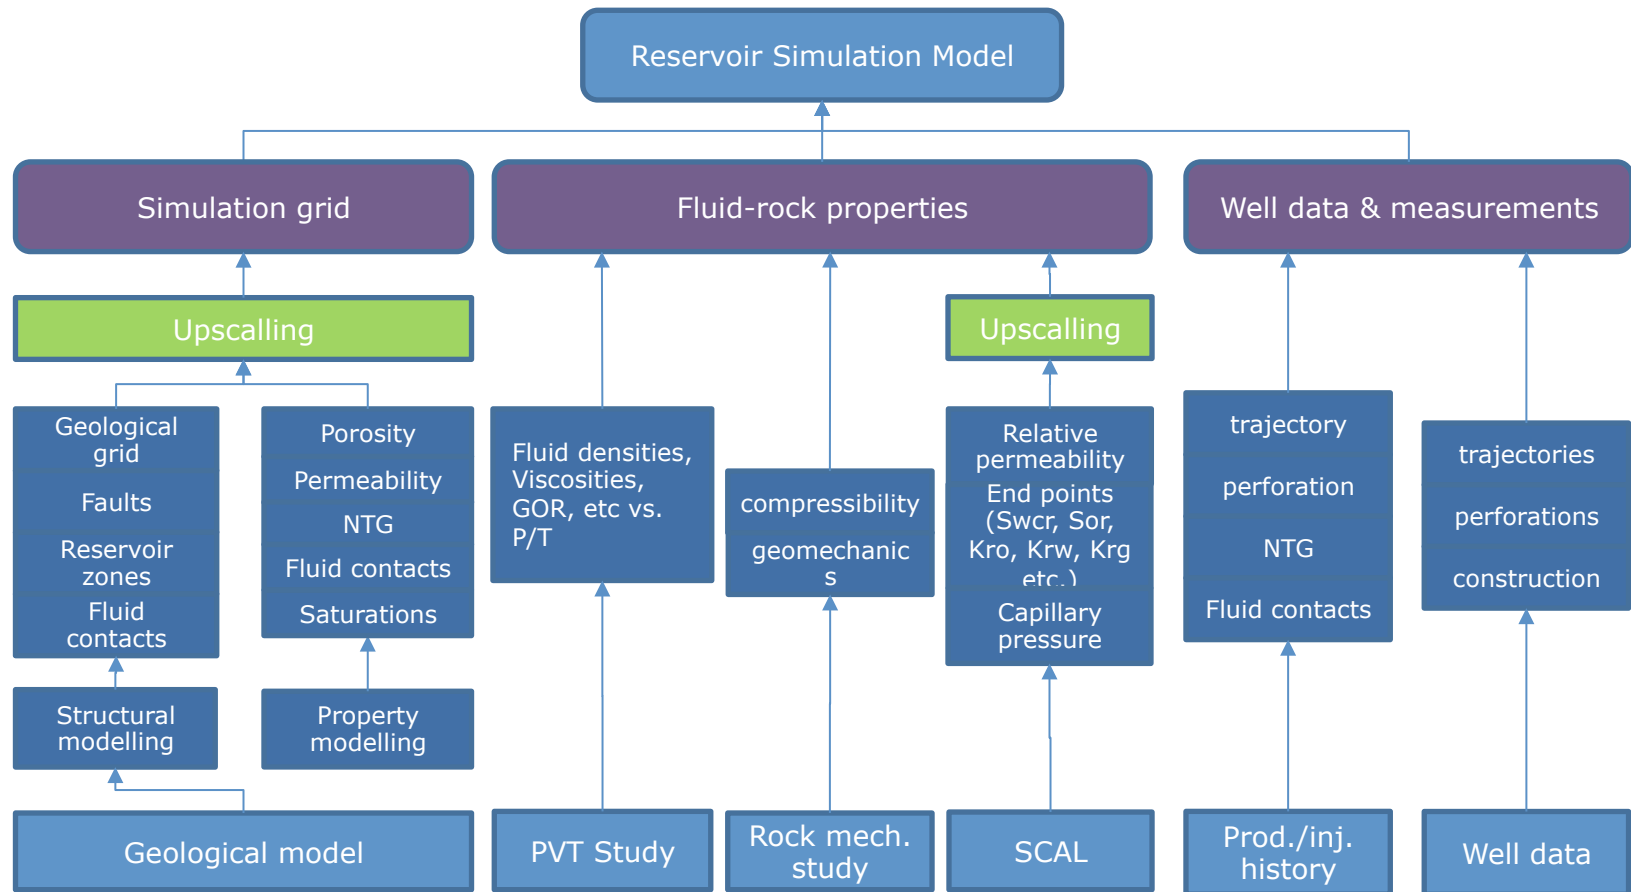 Reservoir Simulation Model
Simulation grid
Fluid-rock properties
Well data & measurements
Upscalling
Upscalling
Geological
grid
Faults
Reservoir
zones
Fluid
contacts
Porosity
Permeability
NTG
Fluid contacts
Saturations
Fluid densities,
Viscosities,
GOR, etc vs.
P/T
compressibility
geomechanic
s
Relative
permeability
End points
(Swcr, Sor,
Kro, Krw, Krg
etc.)
Capillary
pressure
trajectory
perforation
NTG
Fluid contacts
trajectories
perforations
construction
Structural
modelling
Property
modelling
Geological model
PVT Study
Rock mech.
study
SCAL
Prod./inj.
history
Well data